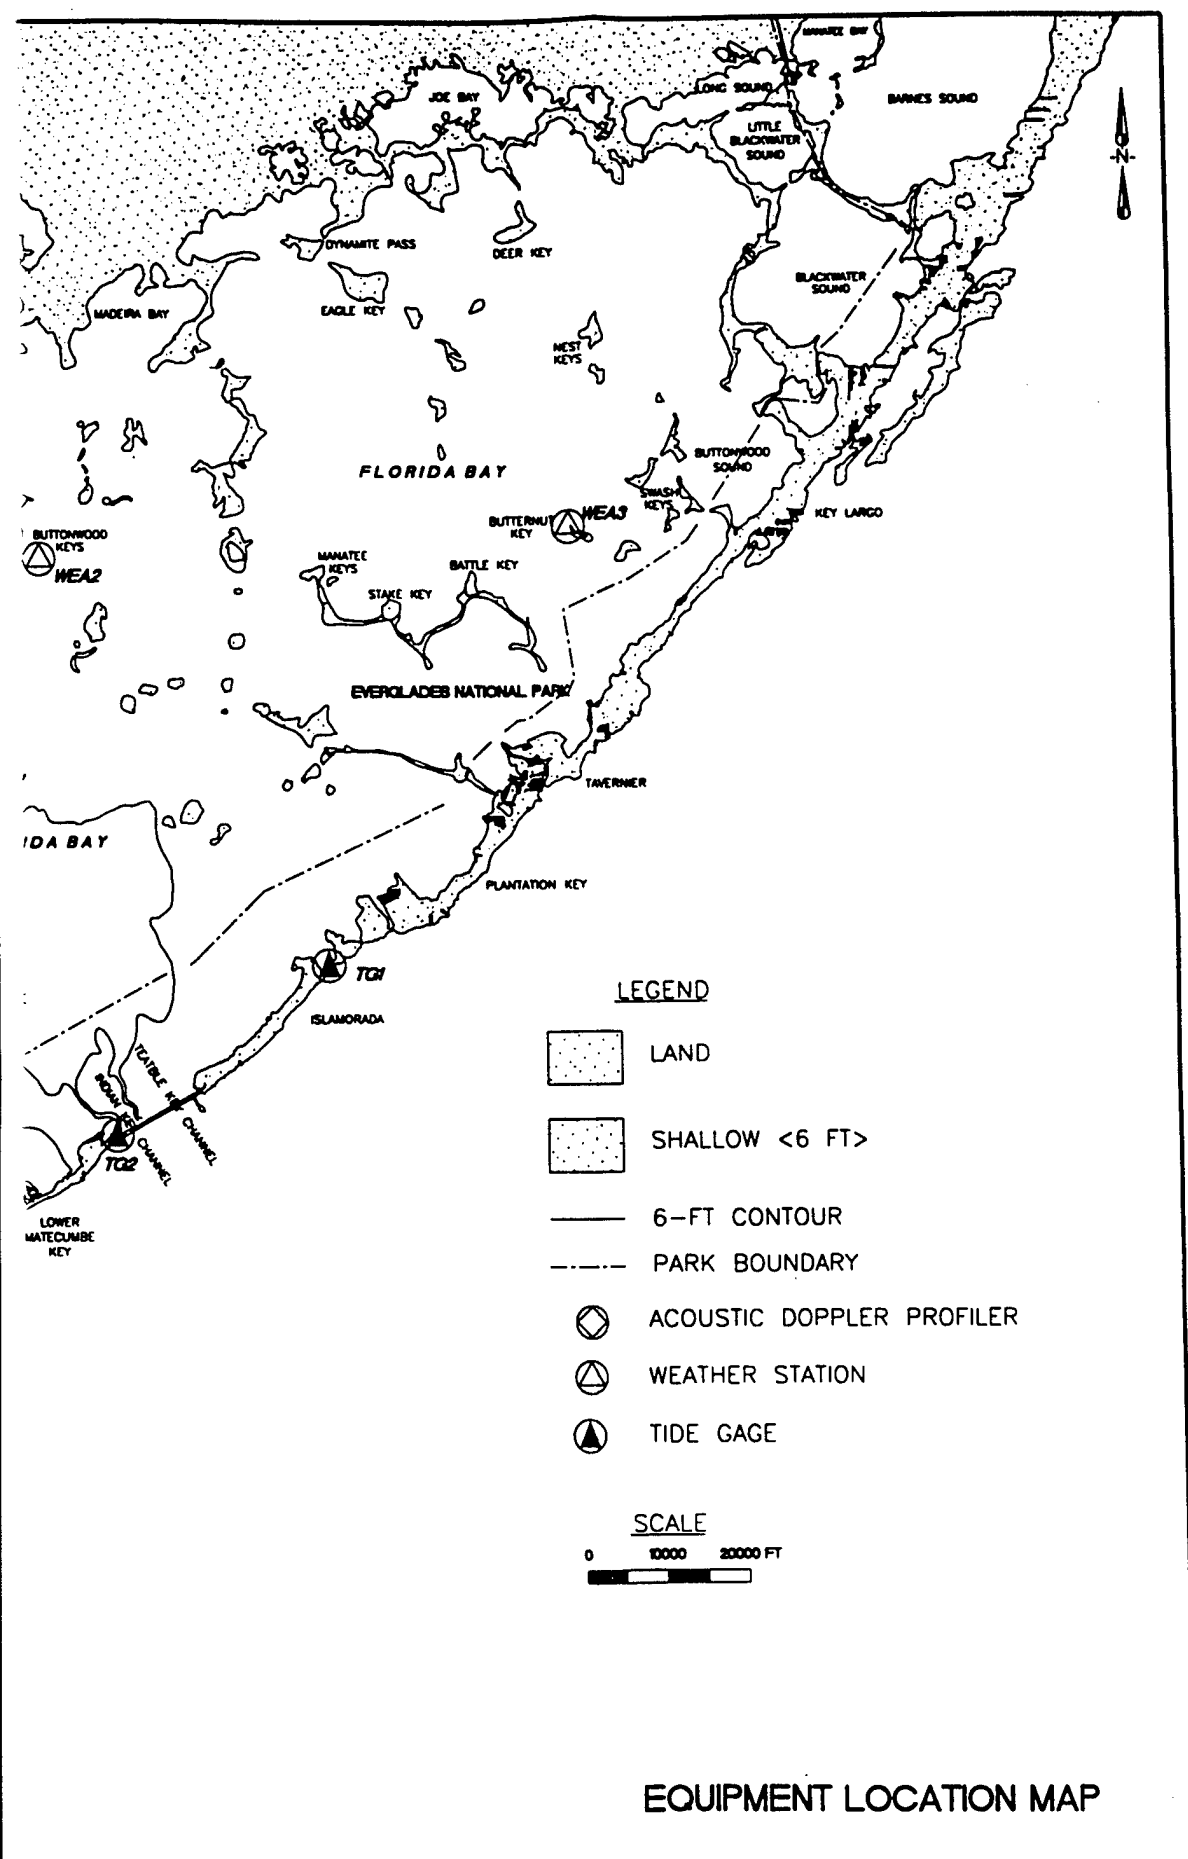 MANATEE BAY
LONG SOUND
JOE BAY
BARNES SOUND
LITTLE
BLACKWATER
SOUND
N
DYNAMITE PASS
DEER KEY
BLACKWATER
SOUND
EAGLE KEY
MADEIRA BAY
NEST
KEYS
FLORIDA BAY
BUTTONWOOD
SOUND
SWASH
KEYS
BUTTERNUT
KEY
WEA3
KEY LARGO
BUTTONWOOD
KEYS
WEA2
MANATEE
KEYS
BATTLE KEY
STAKE KEY
EVERGLADES NATIONAL PARK
TAVERNIER
IDA BAY
PLANTATION KEY
TG1
ISLAMORADA
TEATBLE KEY CHANNEL
INDIAN KEY CHANNEL
TG2
LOWER
MATECUMBE
KEY
LEGEND
LAND
SHALLOW <6 FT>
6-FT CONTOUR
PARK BOUNDARY
ACOUSTIC DOPPLER PROFILER
WEATHER STATION
TIDE GAGE
SCALE
0 10000 20000 FT
EQUIPMENT LOCATION MAP